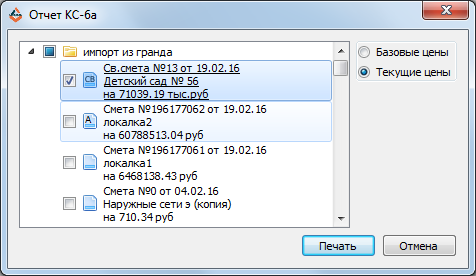 Отчет КС-6а
импорт из гранда
Св.смета №13 от 19.02.16
Детский сад № 56
на 71039.19 тыс.руб
Смета №196177062 от 19.02.16
локалка2
на 60788513.04 руб
Смета №196177061 от 19.02.16
локалка1
на 6468138.43 руб
Смета №0 от 04.02.16
Наружные сети э (копия)
на 710.34 руб
Базовые цены
Текущие цены
Печать
Отмена